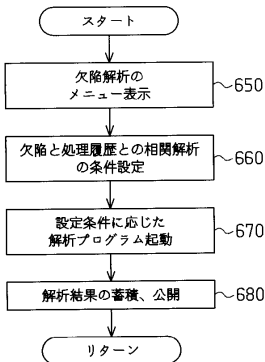 スタート
欠陥解析の
メニュー表示
650
欠陥と処理履歴との相関解析
の条件設定
660
設定条件に応じた
解析プログラム起動
670
解析結果の蓄積、公開
680
リターン